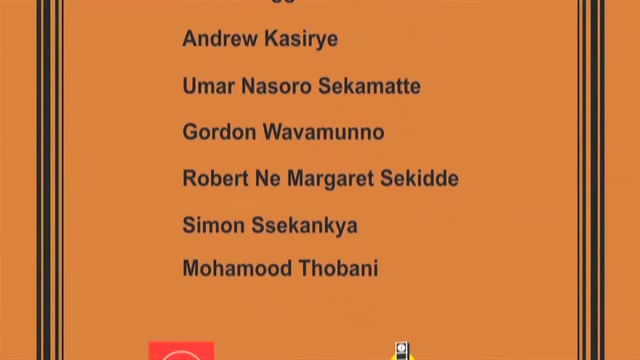 Andrew Kasirye
Umar Nasoro Sekamatte
Gordon Wavamunno
Robert Ne Margaret Sekidde
Simon Ssekankya
Mohamood Thobani